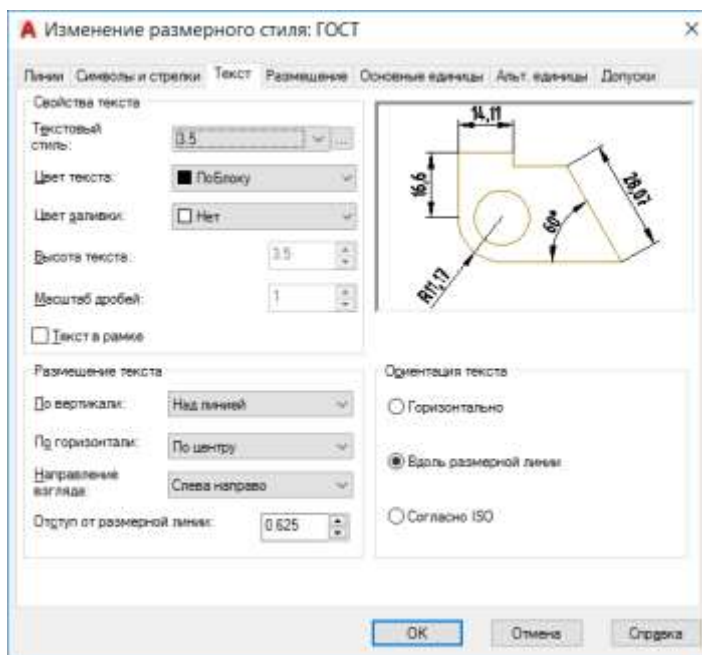 Изменение размерного стиля: ГОСТ
Линии Символы и стрелки Текст Размещение Основные единицы Альт. единицы Допуски
Свойства текста
Текстовый
стиль:
3.5
...
Цвет текста:
ПоБлоку
Цвет заливки:
Нет
Высота текста:
3.5
Масштаб дробей:
1
Текст в рамке
14,11
16,6
28,07
60°
R11,17
Размещение текста
По вертикали:
Над линией
По горизонтали:
По центру
Направление
взгляда:
Слева направо
Отступ от размерной линии:
0.625
Ориентация текста
Горизонтально
Вдоль размерной линии
Согласно ISO
ОК
Отмена
Справка